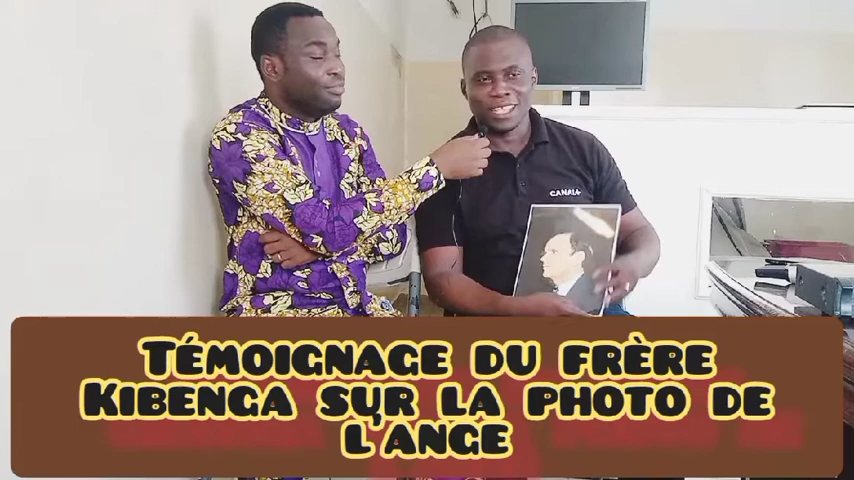 CANAL+
TÉMOIGNAGE DU FRÈRE
KIBENGA SUR LA PHOTO DE
L'ANGE